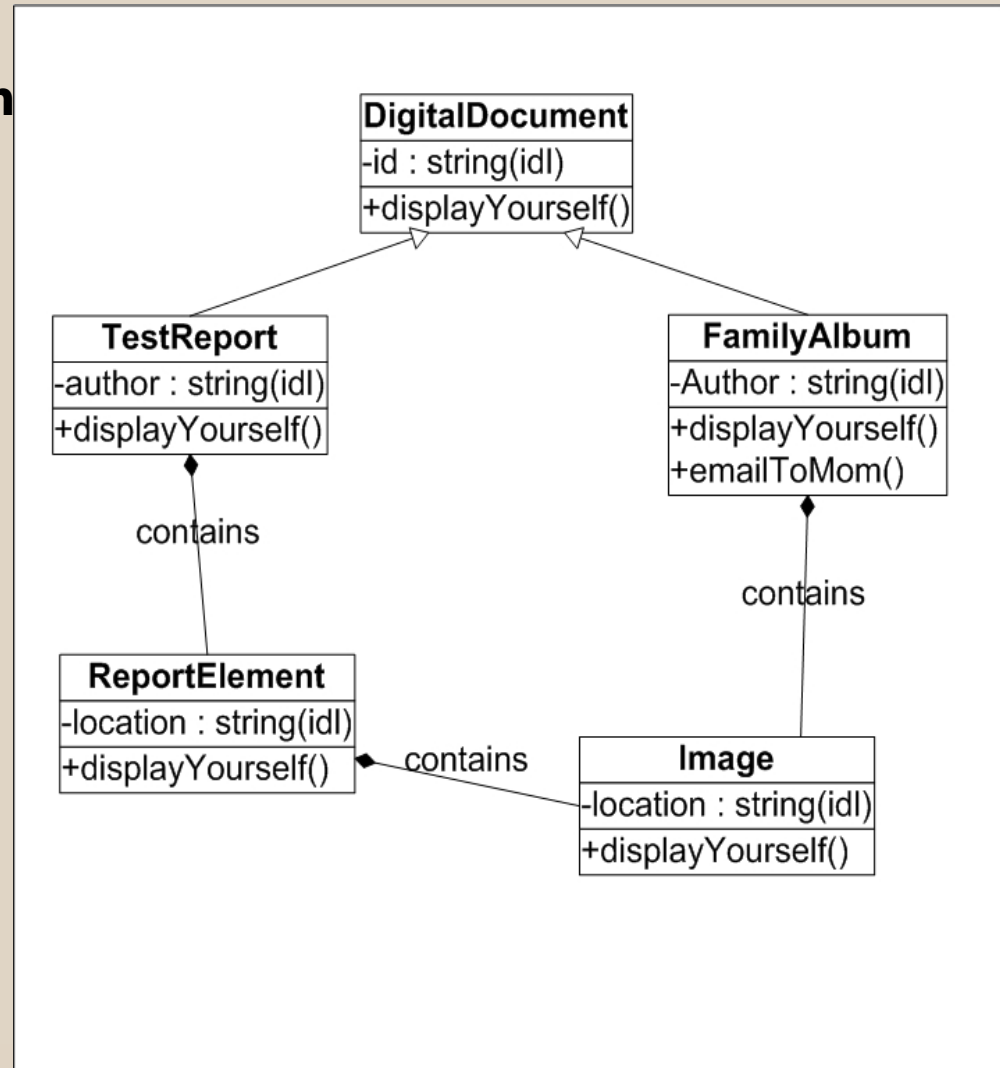 n
DigitalDocument
-id : string(idl)
+displayYourself()
TestReport
-author : string(idl)
+displayYourself()
FamilyAlbum
-Author : string(idl)
+displayYourself()
+emailToMom()
contains
contains
ReportElement
-location : string(idl)
+displayYourself()
contains
Image
-location : string(idl)
+displayYourself()